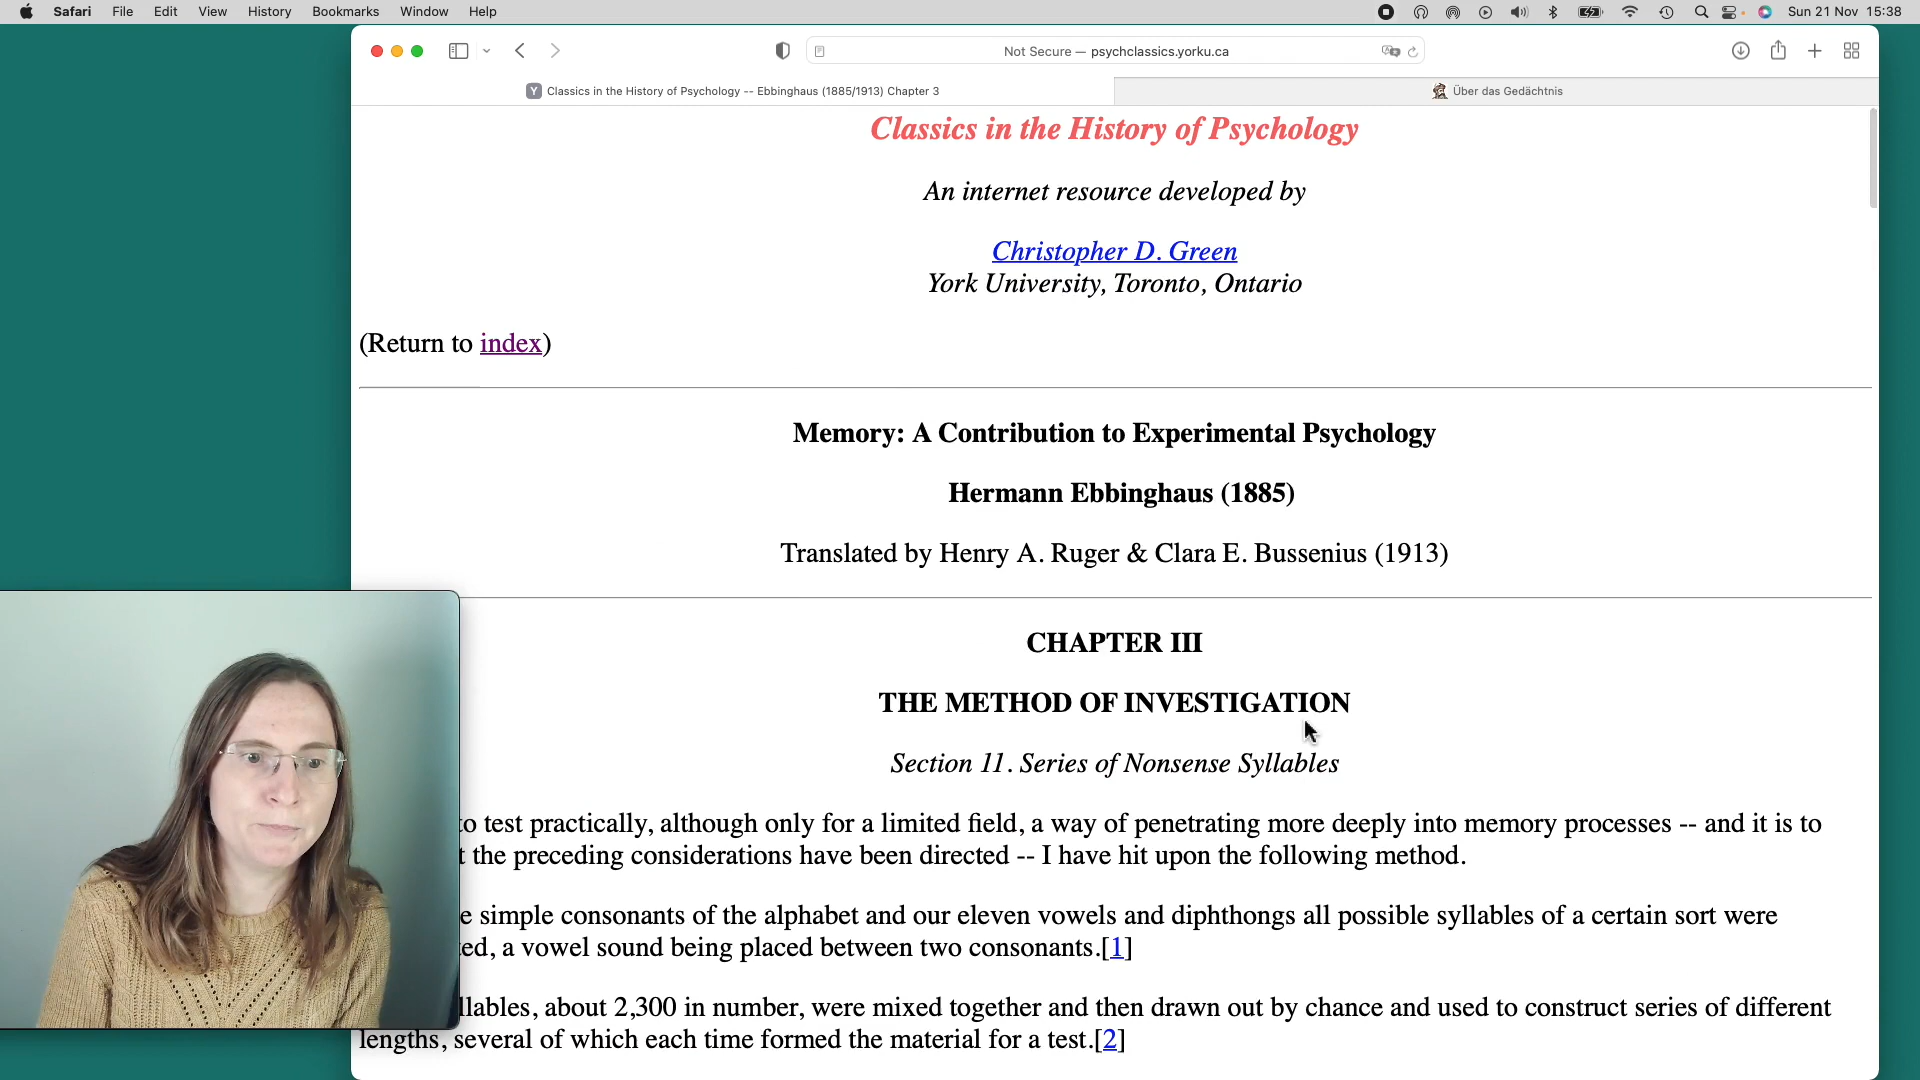 Safari File Edit View History Bookmarks Window Help Sun 21 Nov 15:38
Not Secure — psychclassics.yorku.ca
Y Classics in the History of Psychology -- Ebbinghaus (1885/1913) Chapter 3 Über das Gedächtnis
Classics in the History of Psychology
An internet resource developed by
Christopher D. Green
York University, Toronto, Ontario
(Return to index)
Memory: A Contribution to Experimental Psychology
Hermann Ebbinghaus (1885)
Translated by Henry A. Ruger & Clara E. Bussenius (1913)
CHAPTER III
THE METHOD OF INVESTIGATION
Section 11. Series of Nonsense Syllables
to test practically, although only for a limited field, a way of penetrating more deeply into memory processes -- and it is to
the preceding considerations have been directed -- I have hit upon the following method.
simple consonants of the alphabet and our eleven vowels and diphthongs all possible syllables of a certain sort were
a vowel sound being placed between two consonants.[1]
about 2,300 in number, were mixed together and then drawn out by chance and used to construct series of different
lengths, several of which each time formed the material for a test.[2]